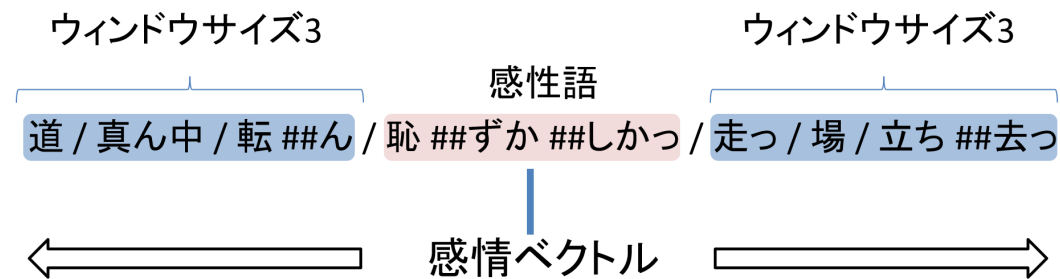 ウィンドウサイズ3 ウィンドウサイズ3
感性語
道 / 真ん中 / 転 ##ん / 恥 ##ずか ##しかっ / 走っ / 場 / 立ち ##去っ
感情ベクトル